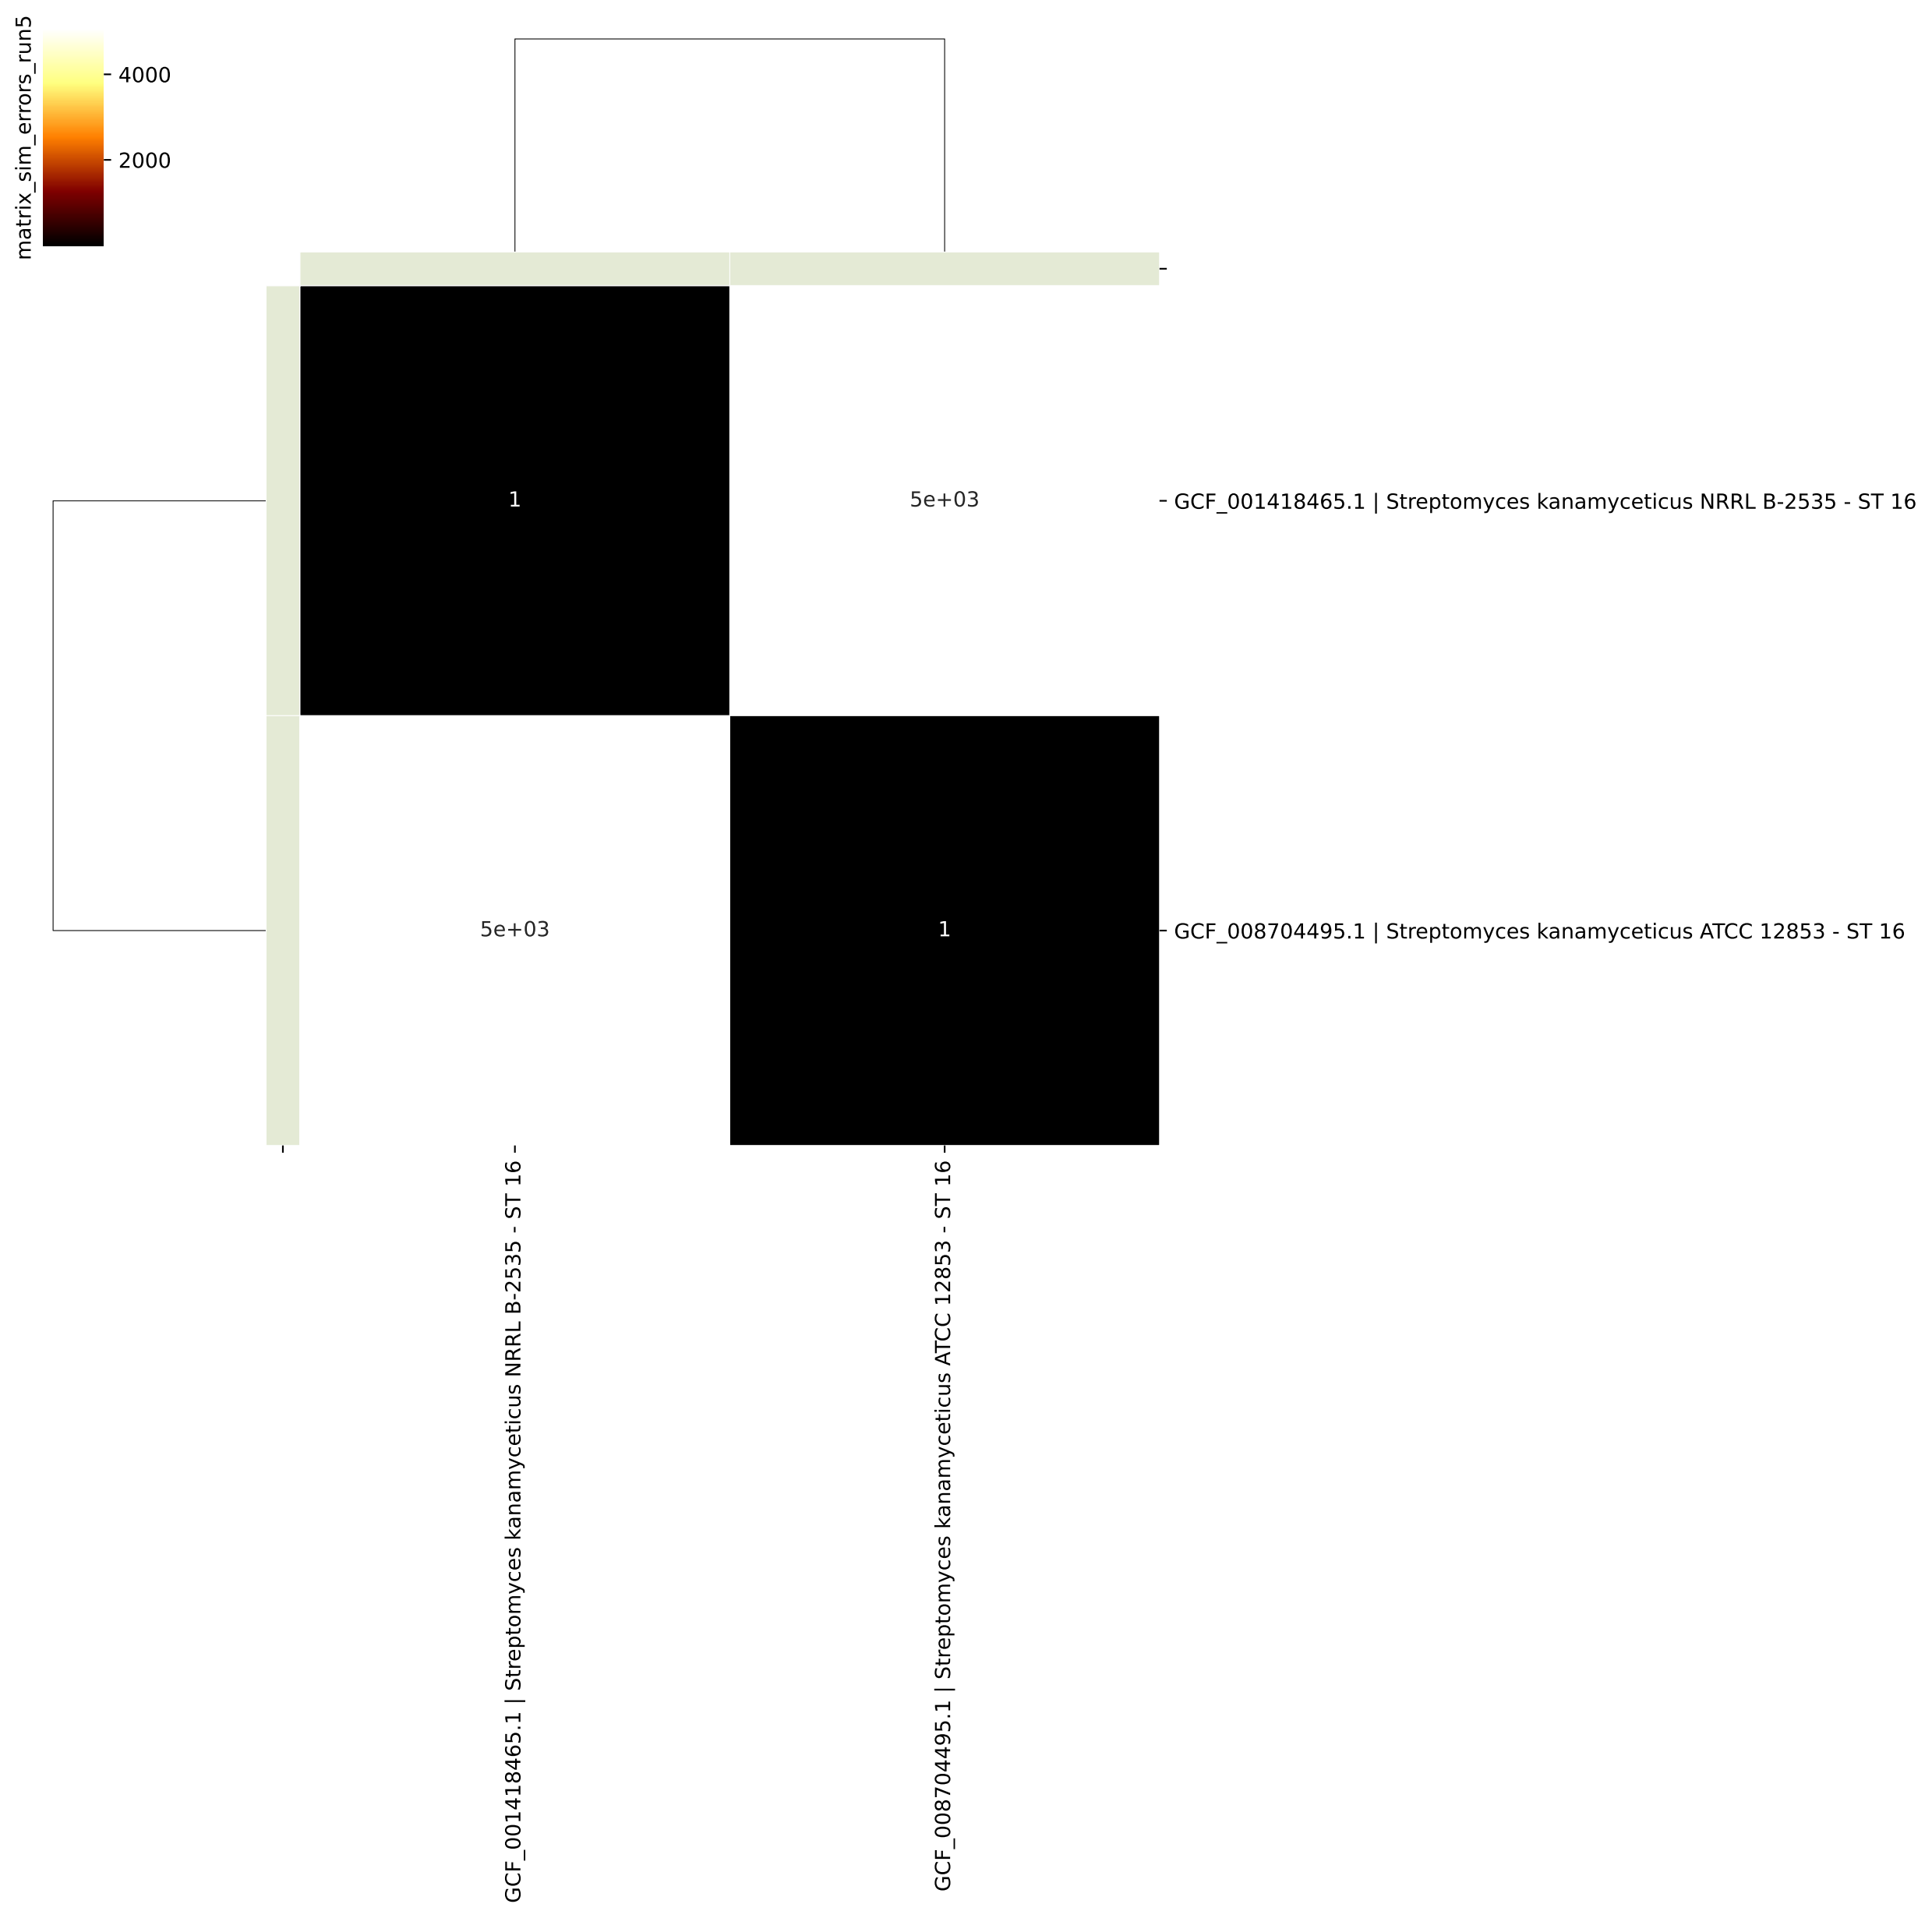 matrix_sim_errors_run5
4000
2000
1
5e+03
GCF_001418465.1 | Streptomyces kanamyceticus NRRL B-2535 - ST 16
5e+03
1
GCF_008704495.1 | Streptomyces kanamyceticus ATCC 12853 - ST 16
GCF_001418465.1 | Streptomyces kanamyceticus NRRL B-2535 - ST 16
GCF_008704495.1 | Streptomyces kanamyceticus ATCC 12853 - ST 16